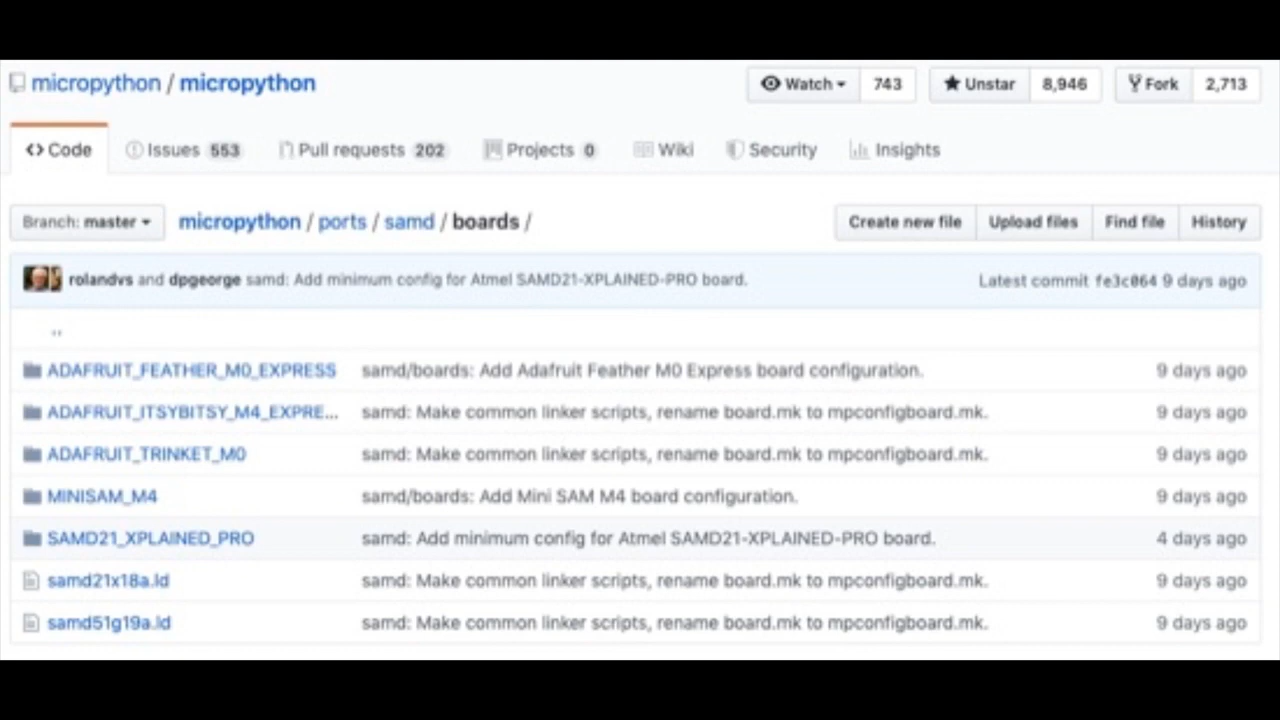 micropython / micropython Watch 743 Unstar 8,946 Fork 2,713
Code Issues 553 Pull requests 202 Projects 0 Wiki Security Insights
Branch: master micropython / ports / samd / boards / Create new file Upload files Find file History
rolandvs and dpgeorge samd: Add minimum config for Atmel SAMD21-XPLAINED-PRO board. Latest commit fe3c064 9 days ago
..
ADAFRUIT_FEATHER_M0_EXPRESS samd/boards: Add Adafruit Feather M0 Express board configuration. 9 days ago
ADAFRUIT_ITSYBITSY_M4_EXPRE... samd: Make common linker scripts, rename board.mk to mpconfigboard.mk. 9 days ago
ADAFRUIT_TRINKET_M0 samd: Make common linker scripts, rename board.mk to mpconfigboard.mk. 9 days ago
MINISAM_M4 samd/boards: Add Mini SAM M4 board configuration. 9 days ago
SAMD21_XPLAINED_PRO samd: Add minimum config for Atmel SAMD21-XPLAINED-PRO board. 4 days ago
samd21x18a.ld samd: Make common linker scripts, rename board.mk to mpconfigboard.mk. 9 days ago
samd51g19a.ld samd: Make common linker scripts, rename board.mk to mpconfigboard.mk. 9 days ago